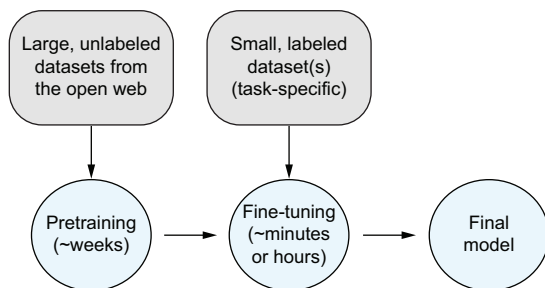 Large, unlabeled
datasets from
the open web
Small, labeled
dataset(s)
(task-specific)
Pretraining
(~weeks)
Fine-tuning
(~minutes
or hours)
Final
model